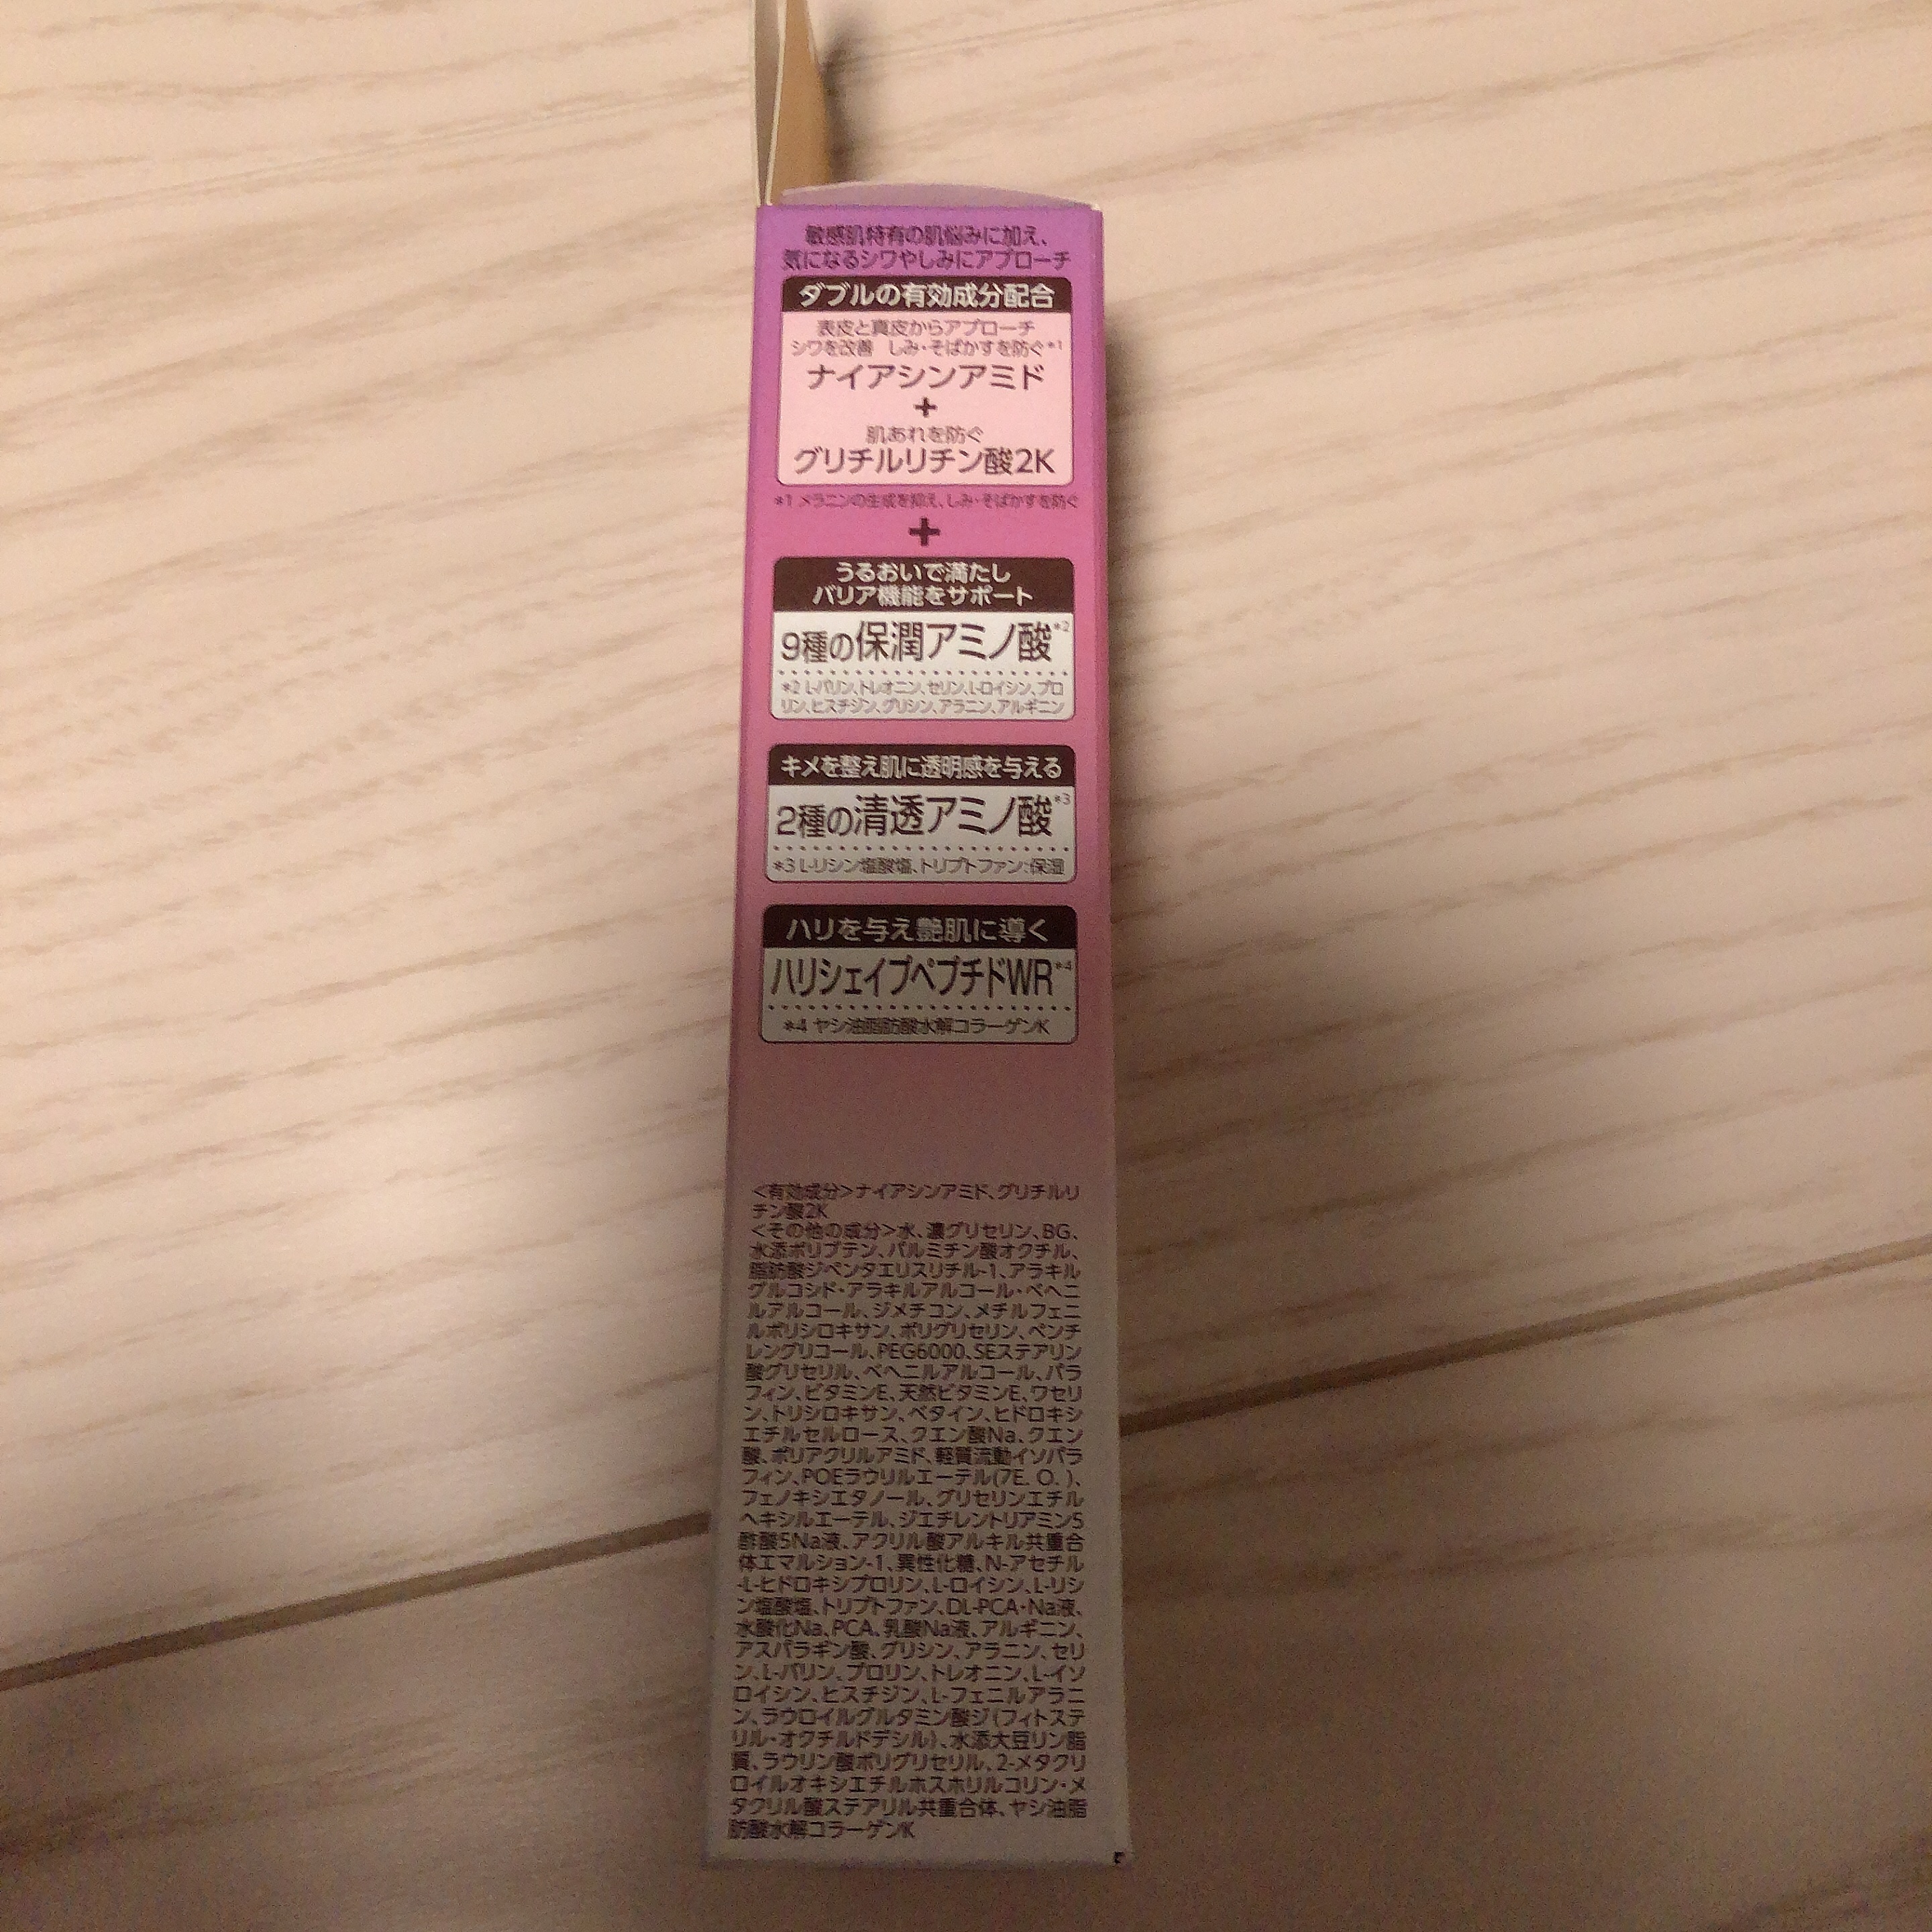 敏感肌特有の肌悩みに加え、
気になるシワやしみにアプローチ
ダブルの有効成分配合
表皮と真皮からアプローチ
シワを改善 しみ・そばかすを防ぐ*1
ナイアシンアミド
+
肌あれを防ぐ
グリチルリチン酸2K
*1 メラニンの生成を抑え、しみ・そばかすを防ぐ
+
うるおいで満たし
バリア機能をサポート
9種の保潤アミノ酸*2
*2 L-バリン、トレオニン、セリン、L-ロイシン、プロ
リン、ヒスチジン、グリシン、アラニン、アルギニン
キメを整え肌に透明感を与える
2種の清透アミノ酸*3
*3 L-リシン塩酸塩、トリプトファン:保湿
ハリを与え艶肌に導く
ハリシェイプペプチドWR*4
*4 ヤシ油脂肪酸水解コラーゲンK
<有効成分>ナイアシンアミド、グリチルリ
チン酸2K
<その他の成分>水、濃グリセリン、BG、
水添ポリブテン、パルミチン酸オクチル、
脂肪酸ジペンタエリスリチル-1、アラキル
グルコシド・アラキルアルコール・ベヘニ
ルアルコール、ジメチコン、メチルフェニ
ルポリシロキサン、ポリグリセリン、ペンチ
レングリコール、PEG6000、SEステアリン
酸グリセリル、ベヘニルアルコール、パラ
フィン、ビタミンE、天然ビタミンE、ワセリ
ン、トリシロキサン、ベタイン、ヒドロキシ
エチルセルロース、クエン酸Na、クエン
酸、ポリアクリルアミド、軽質流動イソパラ
フィン、POEラウリルエーテル(7E. O. )、
フェノキシエタノール、グリセリンエチル
ヘキシルエーテル、ジエチレントリアミン5
酢酸5Na液、アクリル酸アルキル共重合
体エマルション-1、異性化糖、N-アセチル
-L-ヒドロキシプロリン、L-ロイシン、L-リシ
ン塩酸塩、トリプトファン、DL-PCA・Na液、
水酸化Na、PCA、乳酸Na液、アルギニン、
アスパラギン酸、グリシン、アラニン、セリ
ン、L-バリン、プロリン、トレオニン、L-イソ
ロイシン、ヒスチジン、L-フェニルアラニ
ン、ラウロイルグルタミン酸ジ(フィトステ
リル・オクチルドデシル)、水添大豆リン脂
質、ラウリン酸ポリグリセリル、2-メタクリ
ロイルオキシエチルホスホリルコリン・メ
タクリル酸ステアリル共重合体、ヤシ油脂
肪酸水解コラーゲンK